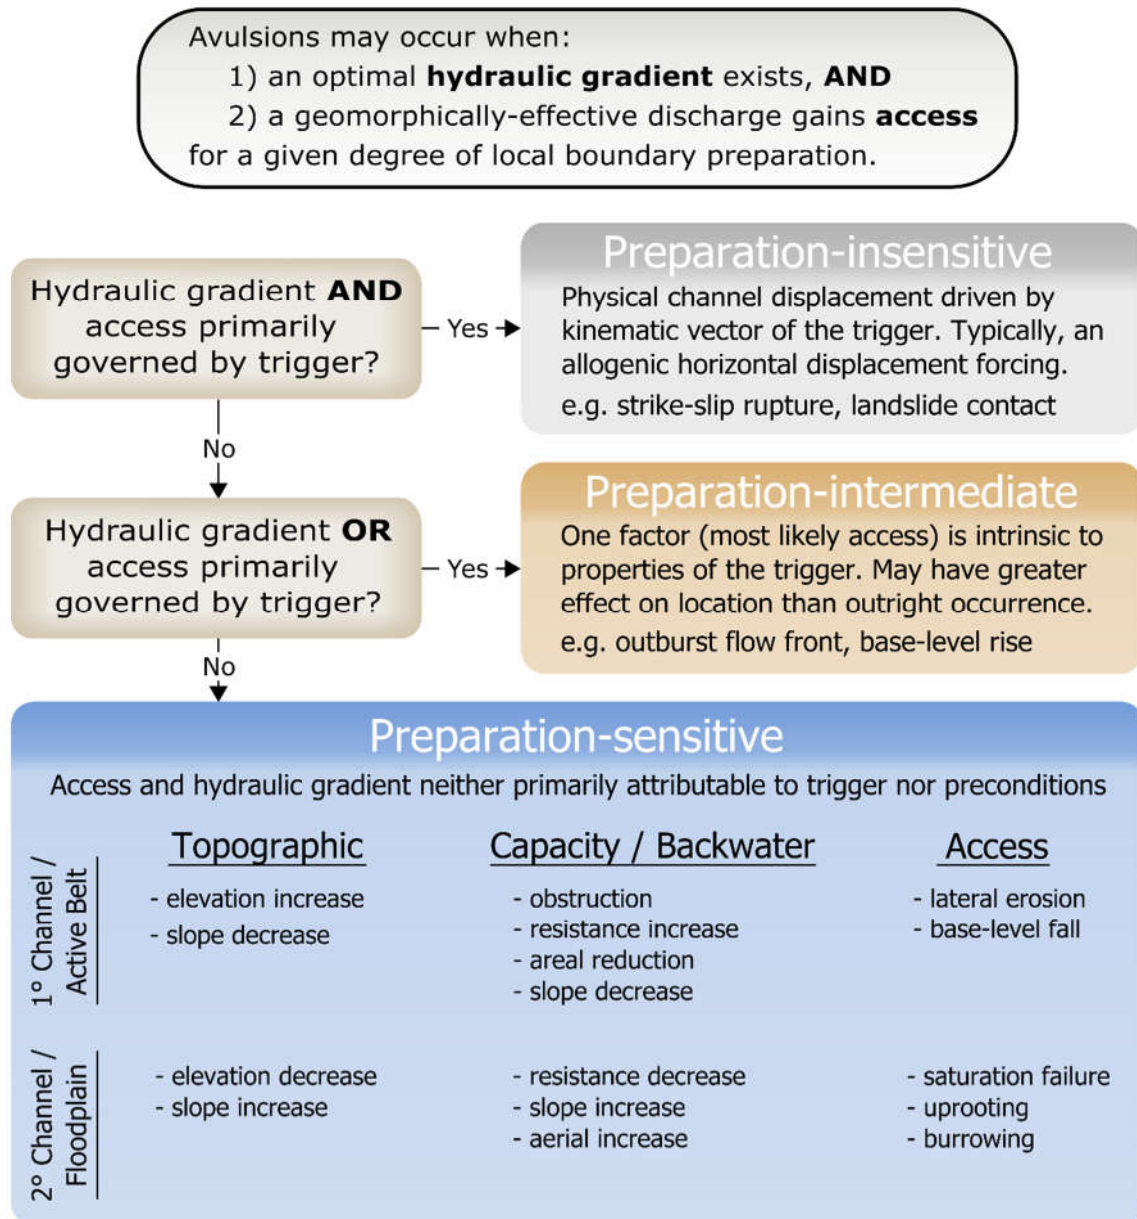 Avulsions may occur when:
1) an optimal hydraulic gradient exists, AND
2) a geomorphically-effective discharge gains access
for a given degree of local boundary preparation.
Hydraulic gradient AND
access primarily
governed by trigger?
Yes
Preparation-insensitive
Physical channel displacement driven by
kinematic vector of the trigger. Typically, an
allogenic horizontal displacement forcing.
e.g. strike-slip rupture, landslide contact
No
Hydraulic gradient OR
access primarily
governed by trigger?
Yes
Preparation-intermediate
One factor (most likely access) is intrinsic to
properties of the trigger. May have greater
effect on location than outright occurrence.
e.g. outburst flow front, base-level rise
No
Preparation-sensitive
Access and hydraulic gradient neither primarily attributable to trigger nor preconditions
Topographic
Capacity / Backwater
Access
1° Channel /
Active Belt
- elevation increase
- slope decrease
- obstruction
- resistance increase
- areal reduction
- slope decrease
- lateral erosion
- base-level fall
2° Channel /
Floodplain
- elevation decrease
- slope increase
- resistance decrease
- slope increase
- aerial increase
- saturation failure
- uprooting
- burrowing